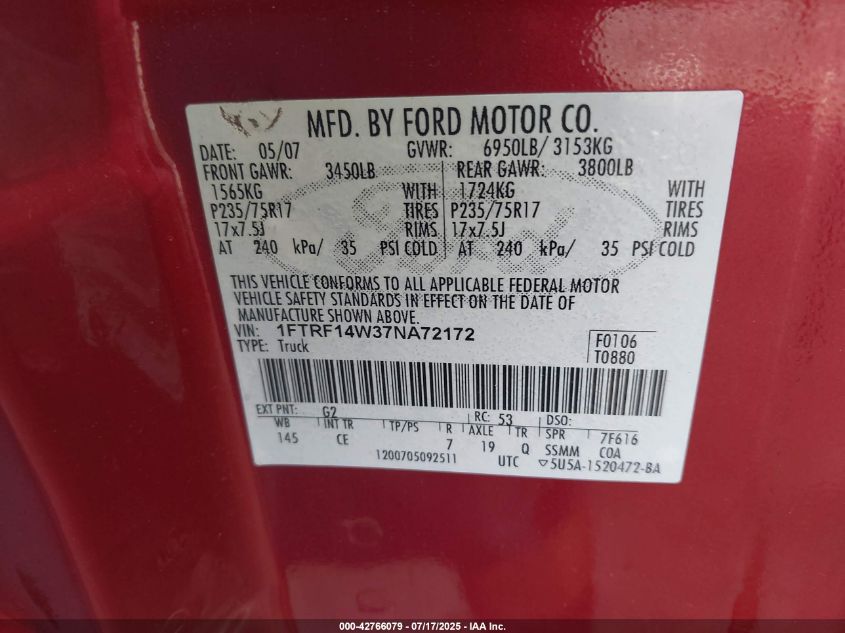 MFD. BY FORD MOTOR CO.
DATE: 05/07 GVWR: 6950LB/ 3153KG
FRONT GAWR: 3450LB REAR GAWR: 3800LB
1565KG WITH 1724KG WITH
P235/75R17 TIRES P235/75R17 TIRES
17x7.5J RIMS 17x7.5J RIMS
AT 240 kPa/ 35 PSI COLD AT 240 kPa/ 35 PSI COLD
THIS VEHICLE CONFORMS TO ALL APPLICABLE FEDERAL MOTOR
VEHICLE SAFETY STANDARDS IN EFFECT ON THE DATE OF
MANUFACTURE SHOWN ABOVE.
VIN: 1FTRF14W37NA72172 F0106
TYPE: Truck T0880
EXT PNT: G2 RC: 53 DSO:
WB INT TR TP/PS R AXLE TR SPR 7F616
145 CE 7 19 Q SSMM COA
1200705092511 UTC ▽5U5A-1520472-BA
000-42766079 - 07/17/2025 - IAA Inc.